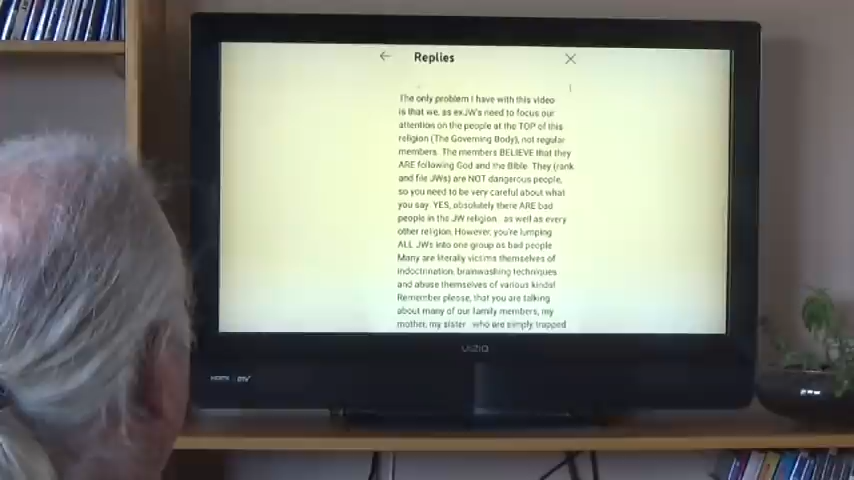 Replies
The only problem I have with this video
is that we, as exJW's need to focus our
attention on the people at the TOP of this
religion (The Governing Body), not regular
members. The members BELIEVE that they
ARE following God and the Bible. They (rank
and file JWs) are NOT dangerous people,
so you need to be very careful about what
you say. YES, absolutely there ARE bad
people in the JW religion.. as well as every
other religion. However, you're lumping
ALL JWs into one group as bad people.
Many are literally victims themselves of
indoctrination, brainwashing techniques
and abuse themselves of various kinds!
Remember please, that you are talking
about many of our family members, my
mother, my sister.. who are simply trapped
VIZIO
HDMI DTV